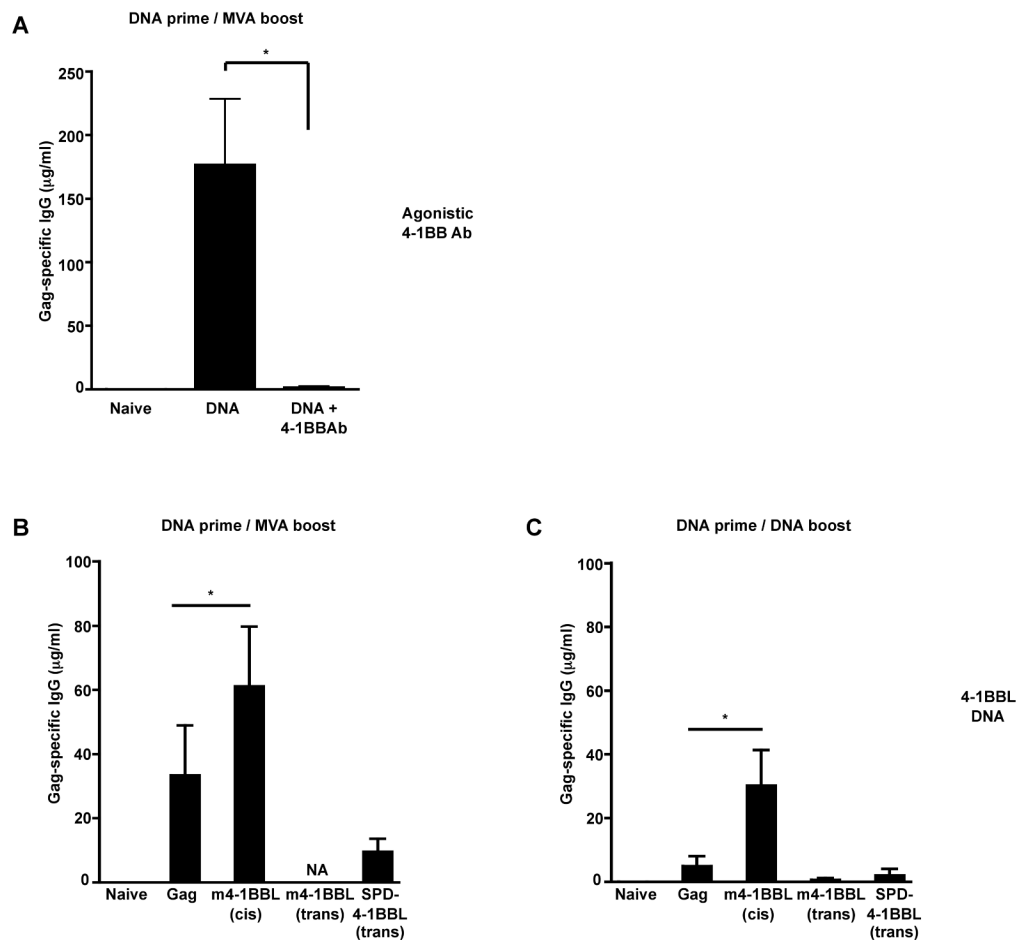 A
DNA prime / MVA boost
*
250
200
150
100
50
0
Gag-specific IgG (μg/ml)
Naive
DNA
DNA +
4-1BBAb
Agonistic
4-1BB Ab
B
DNA prime / MVA boost
100
80
60
40
20
0
Gag-specific IgG (μg/ml)
*
NA
Naive
Gag
m4-1BBL
(cis)
m4-1BBL
(trans)
SPD-
4-1BBL
(trans)
C
DNA prime / DNA boost
100
80
60
40
20
0
Gag-specific IgG (μg/ml)
*
Naive
Gag
m4-1BBL
(cis)
m4-1BBL
(trans)
SPD-
4-1BBL
(trans)
4-1BBL
DNA